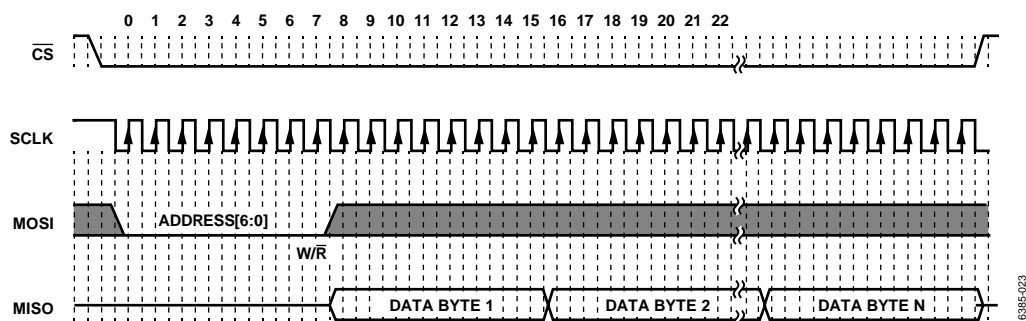 0 1 2 3 4 5 6 7 8 9 10 11 12 13 14 15 16 17 18 19 20 21 22
C̅S̅
SCLK
MOSI
ADDRESS[6:0]
W/R̅
MISO
DATA BYTE 1
DATA BYTE 2
DATA BYTE N
6385-023